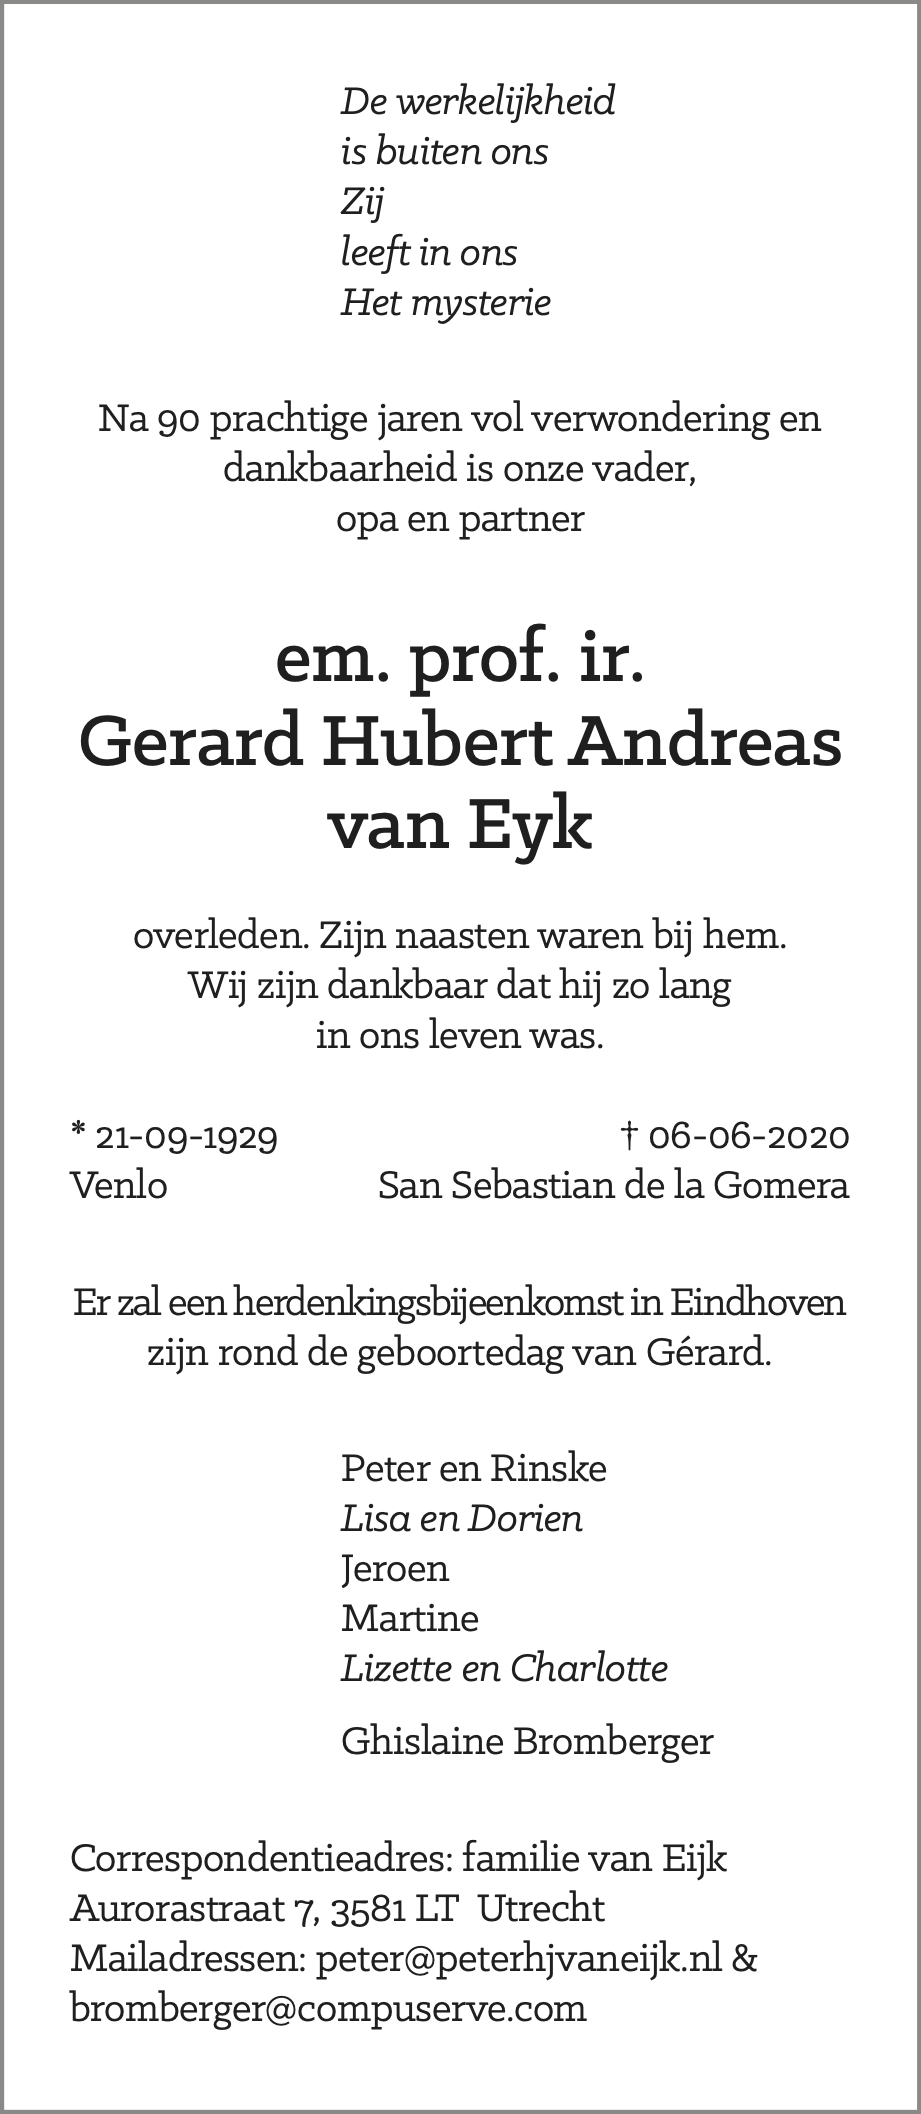 De werkelijkheid
is buiten ons
Zij
leeft in ons
Het mysterie
Na 90 prachtige jaren vol verwondering en
dankbaarheid is onze vader,
opa en partner
em. prof. ir.
Gerard Hubert Andreas
van Eyk
overleden. Zijn naasten waren bij hem.
Wij zijn dankbaar dat hij zo lang
in ons leven was.
* 21-09-1929 † 06-06-2020
Venlo San Sebastian de la Gomera
Er zal een herdenkingsbijeenkomst in Eindhoven
zijn rond de geboortedag van Gérard.
Peter en Rinske
Lisa en Dorien
Jeroen
Martine
Lizette en Charlotte
Ghislaine Bromberger
Correspondentieadres: familie van Eijk
Aurorastraat 7, 3581 LT Utrecht
Mailadressen: peter@peterhjvaneijk.nl &
bromberger@compuserve.com